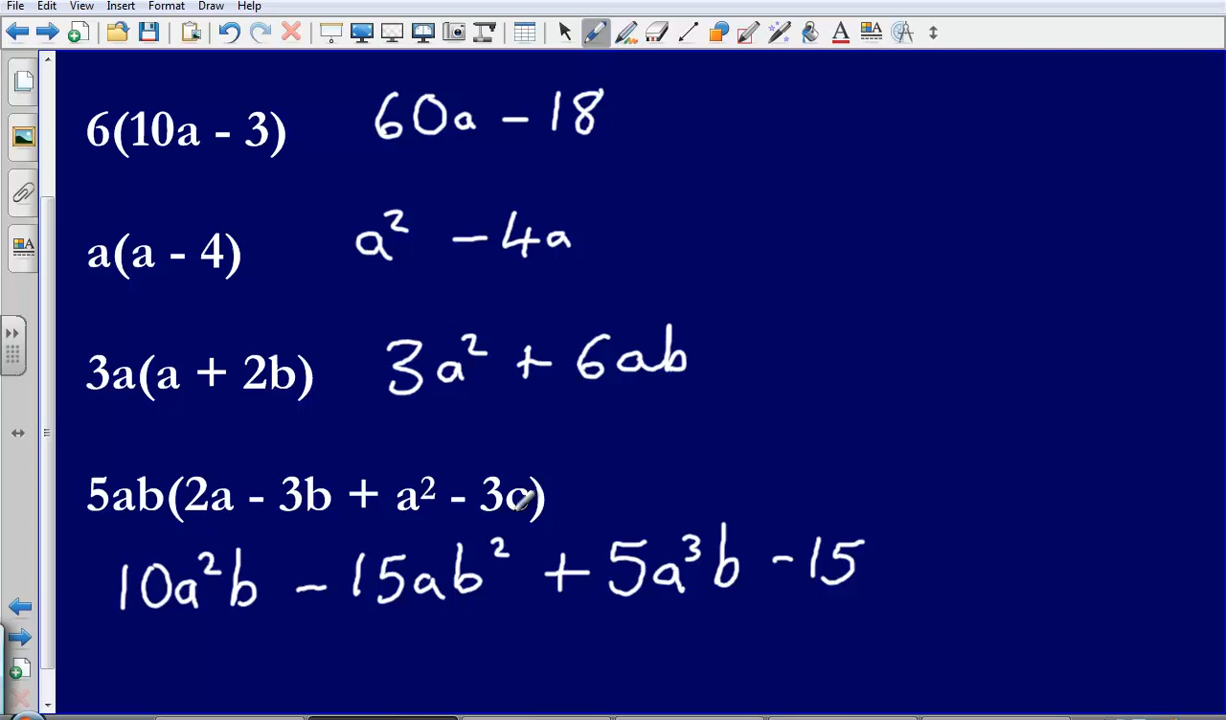 File Edit View Insert Format Draw Help
6(10a - 3) 60a - 18
a(a - 4) a² - 4a
3a(a + 2b) 3a² + 6ab
5ab(2a - 3b + a² - 3c)
10a²b - 15ab² + 5a³b - 15